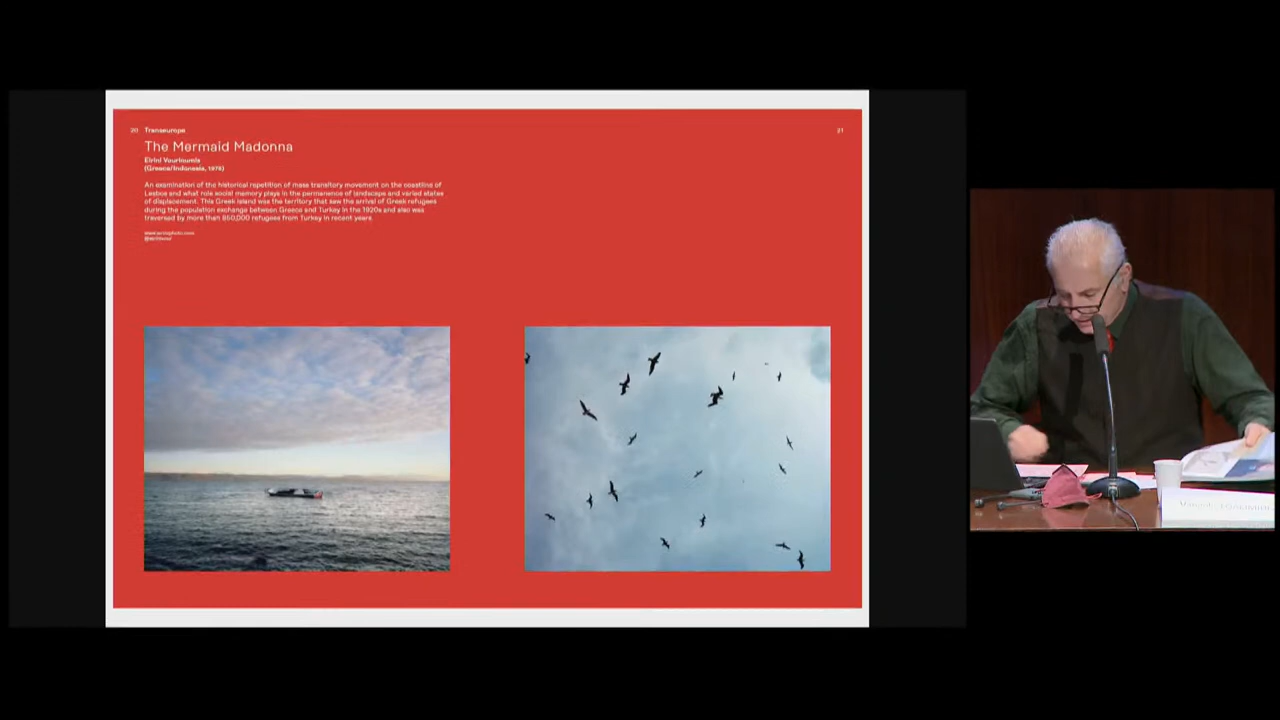 20 Transeurope 21
The Mermaid Madonna
Eirini Vourloumis
(Greece/Indonesia, 1979)
An examination of the historical repetition of mass transitory movement on the coastline of
Lesbos and what role social memory plays in the permanence of landscape and varied states
of displacement. This Greek island was the territory that saw the arrival of Greek refugees
during the population exchange between Greece and Turkey in the 1920s and also was
traversed by more than 850,000 refugees from Turkey in recent years